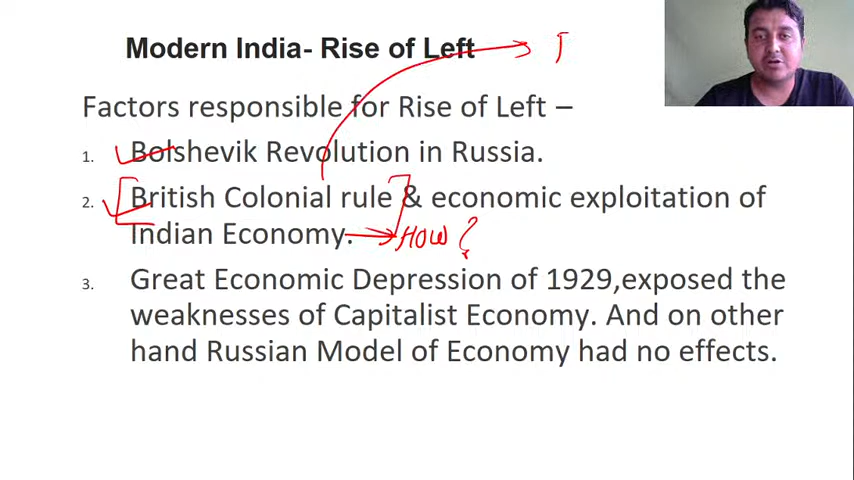 Modern India- Rise of Left
Factors responsible for Rise of Left –
1. Bolshevik Revolution in Russia.
2. British Colonial rule & economic exploitation of
Indian Economy. HOW ?
3. Great Economic Depression of 1929,exposed the
weaknesses of Capitalist Economy. And on other
hand Russian Model of Economy had no effects.